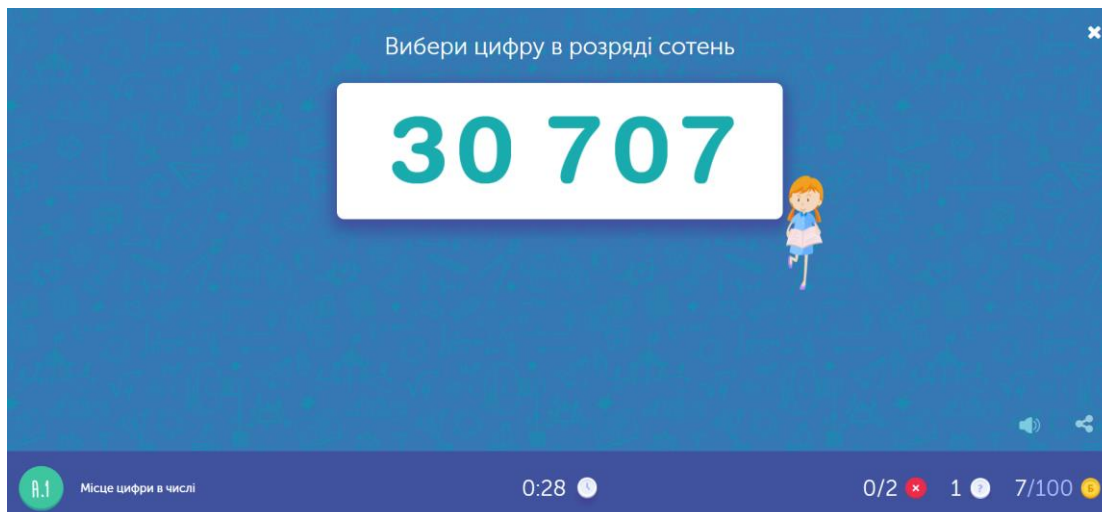 Вибери цифру в розряді сотень
30 707
A.1 Місце цифри в числі 0:28 0/2 1 7/100